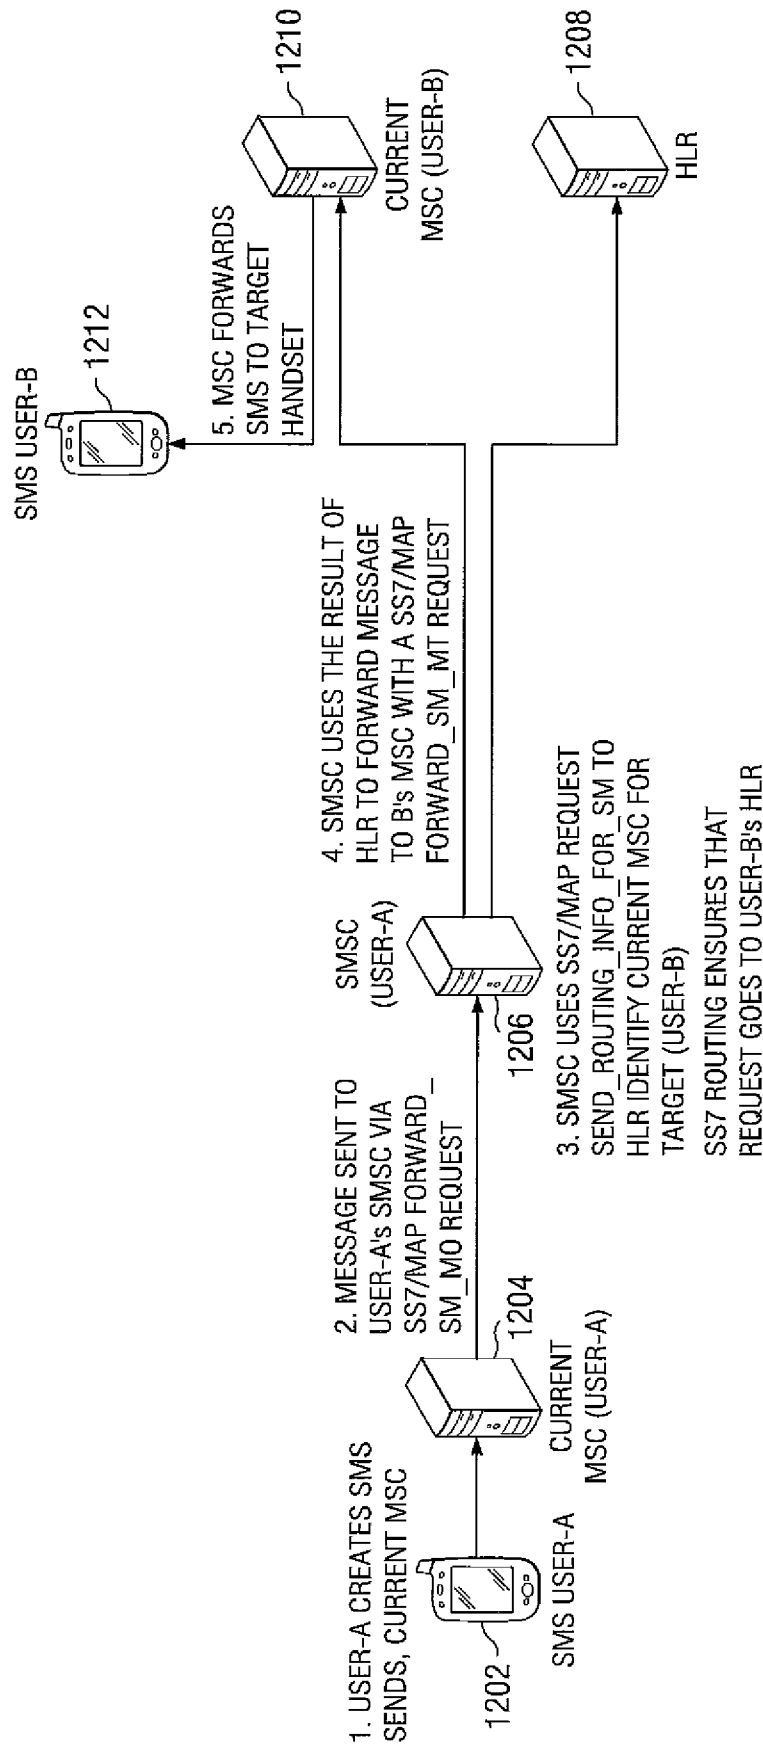 1. USER-A CREATES SMS
SENDS, CURRENT MSC
1202
SMS USER-A
1204
CURRENT
MSC (USER-A)
2. MESSAGE SENT TO
USER-A's SMSC VIA
SS7/MAP FORWARD_
SM_MO REQUEST
SMSC
(USER-A)
1206
3. SMSC USES SS7/MAP REQUEST
SEND_ROUTING_INFO_FOR_SM TO
HLR IDENTIFY CURRENT MSC FOR
TARGET (USER-B)
SS7 ROUTING ENSURES THAT
REQUEST GOES TO USER-B's HLR
4. SMSC USES THE RESULT OF
HLR TO FORWARD MESSAGE
TO B's MSC WITH A SS7/MAP
FORWARD_SM_MT REQUEST
SMS USER-B
1212
5. MSC FORWARDS
SMS TO TARGET
HANDSET
1210
CURRENT
MSC (USER-B)
1208
HLR